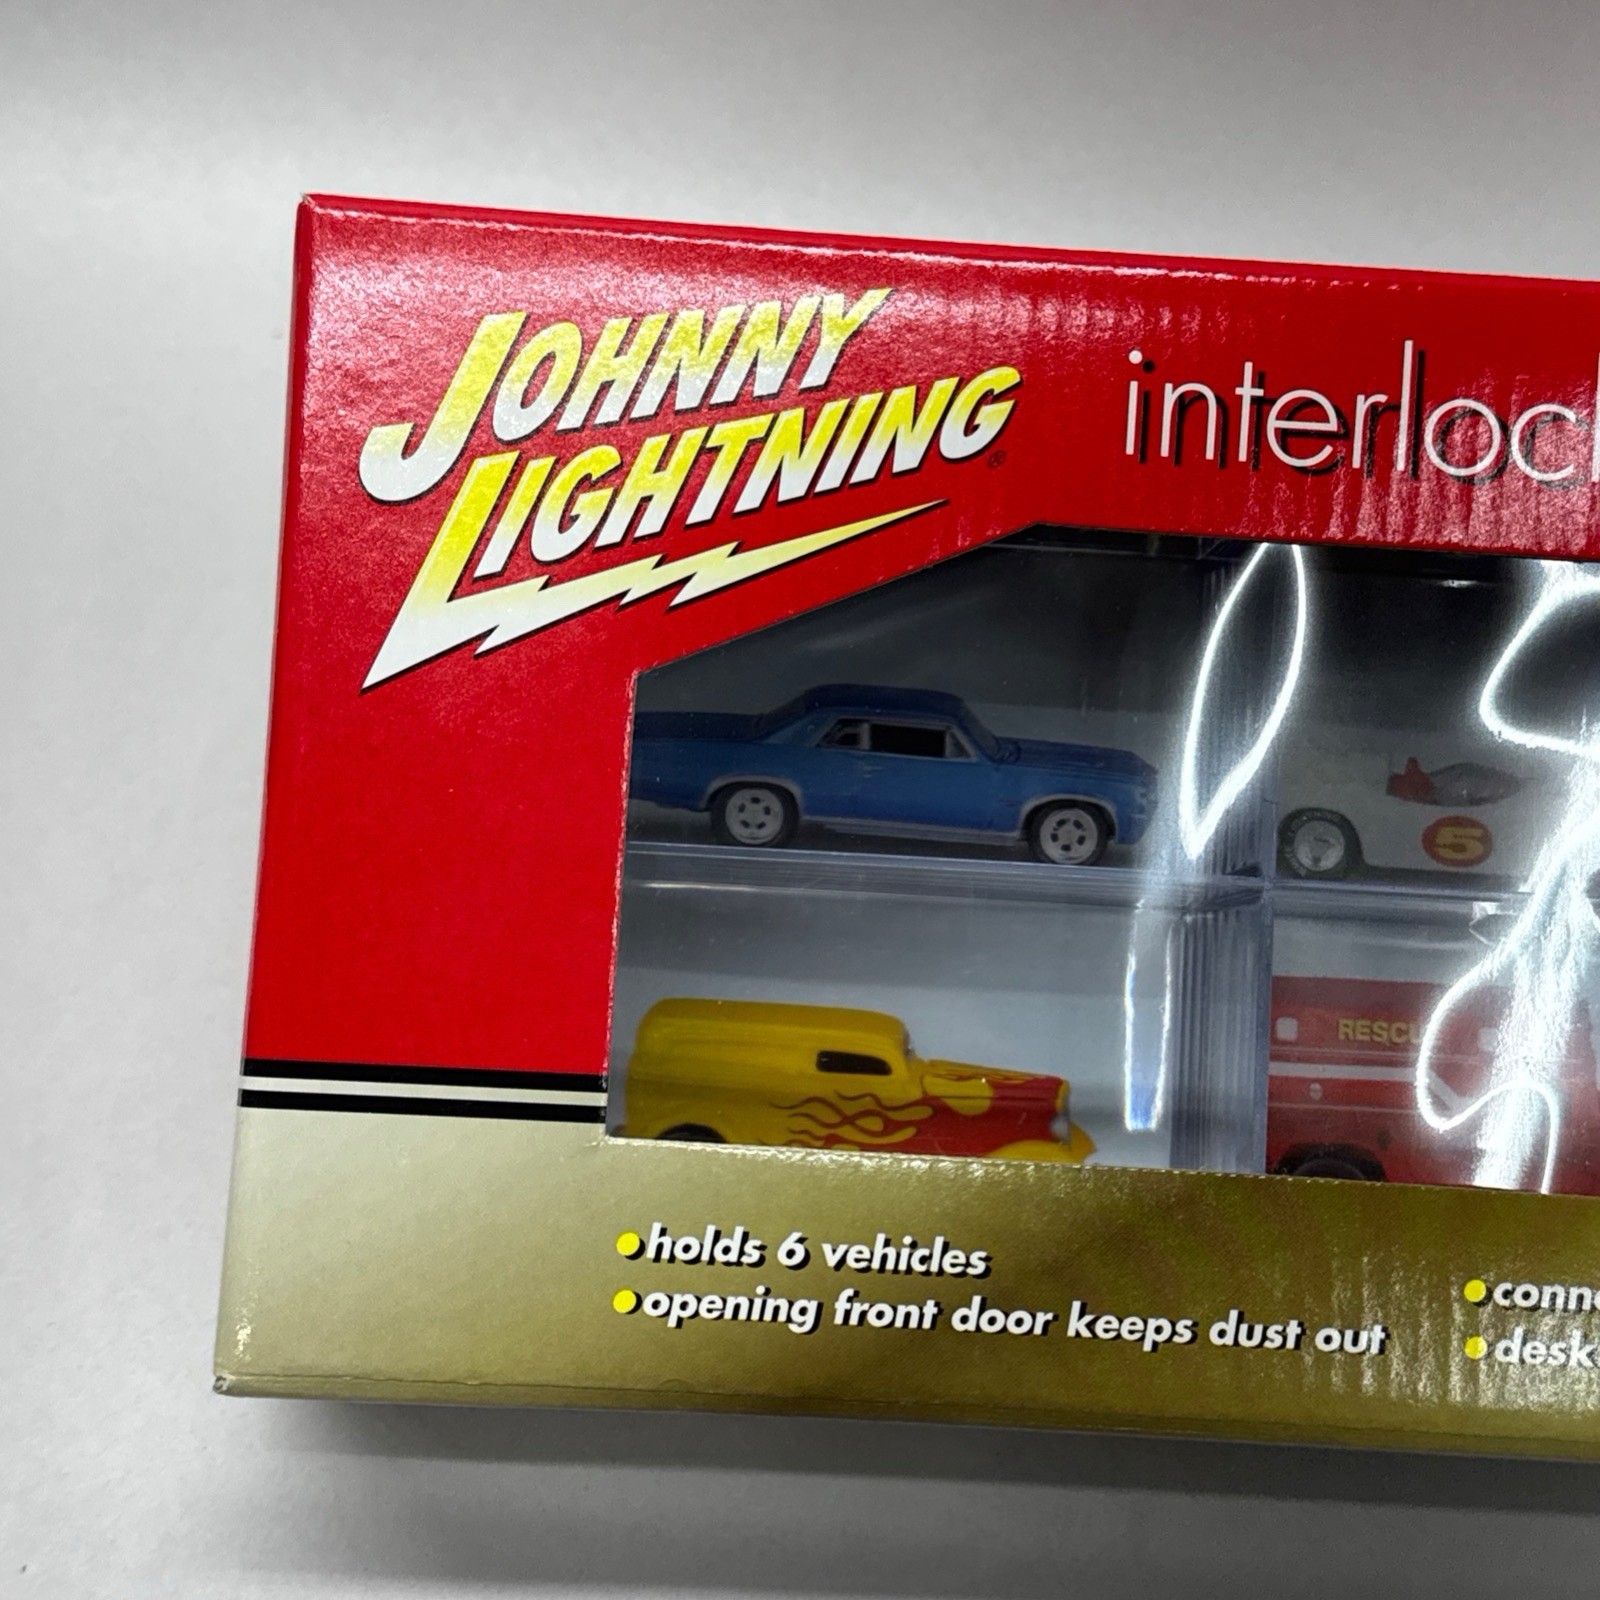 JOHNNY
LIGHTNING®
interloc
5
RESCU
holds 6 vehicles
opening front door keeps dust out
conne
desk